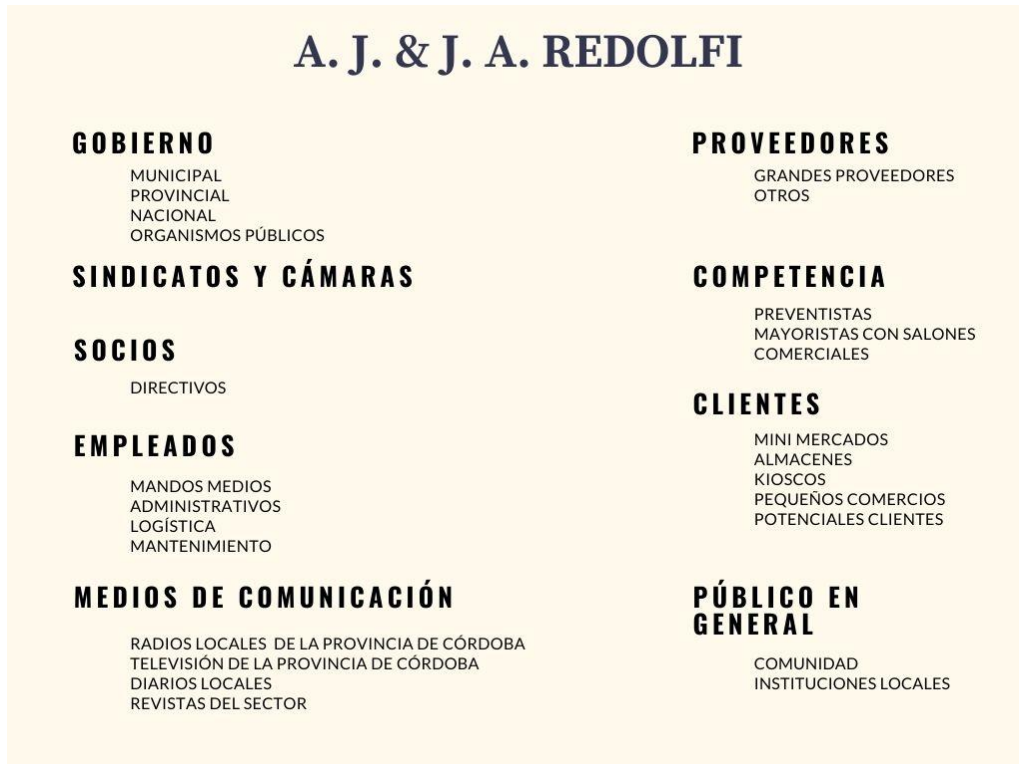 A. J. & J. A. REDOLFI
GOBIERNO
MUNICIPAL
PROVINCIAL
NACIONAL
ORGANISMOS PÚBLICOS
SINDICATOS Y CÁMARAS
SOCIOS
DIRECTIVOS
EMPLEADOS
MANDOS MEDIOS
ADMINISTRATIVOS
LOGÍSTICA
MANTENIMIENTO
MEDIOS DE COMUNICACIÓN
RADIOS LOCALES DE LA PROVINCIA DE CÓRDOBA
TELEVISIÓN DE LA PROVINCIA DE CÓRDOBA
DIARIOS LOCALES
REVISTAS DEL SECTOR
PROVEEDORES
GRANDES PROVEEDORES
OTROS
COMPETENCIA
PREVENTISTAS
MAYORISTAS CON SALONES
COMERCIALES
CLIENTES
MINI MERCADOS
ALMACENES
KIOSCOS
PEQUEÑOS COMERCIOS
POTENCIALES CLIENTES
PÚBLICO EN
GENERAL
COMUNIDAD
INSTITUCIONES LOCALES